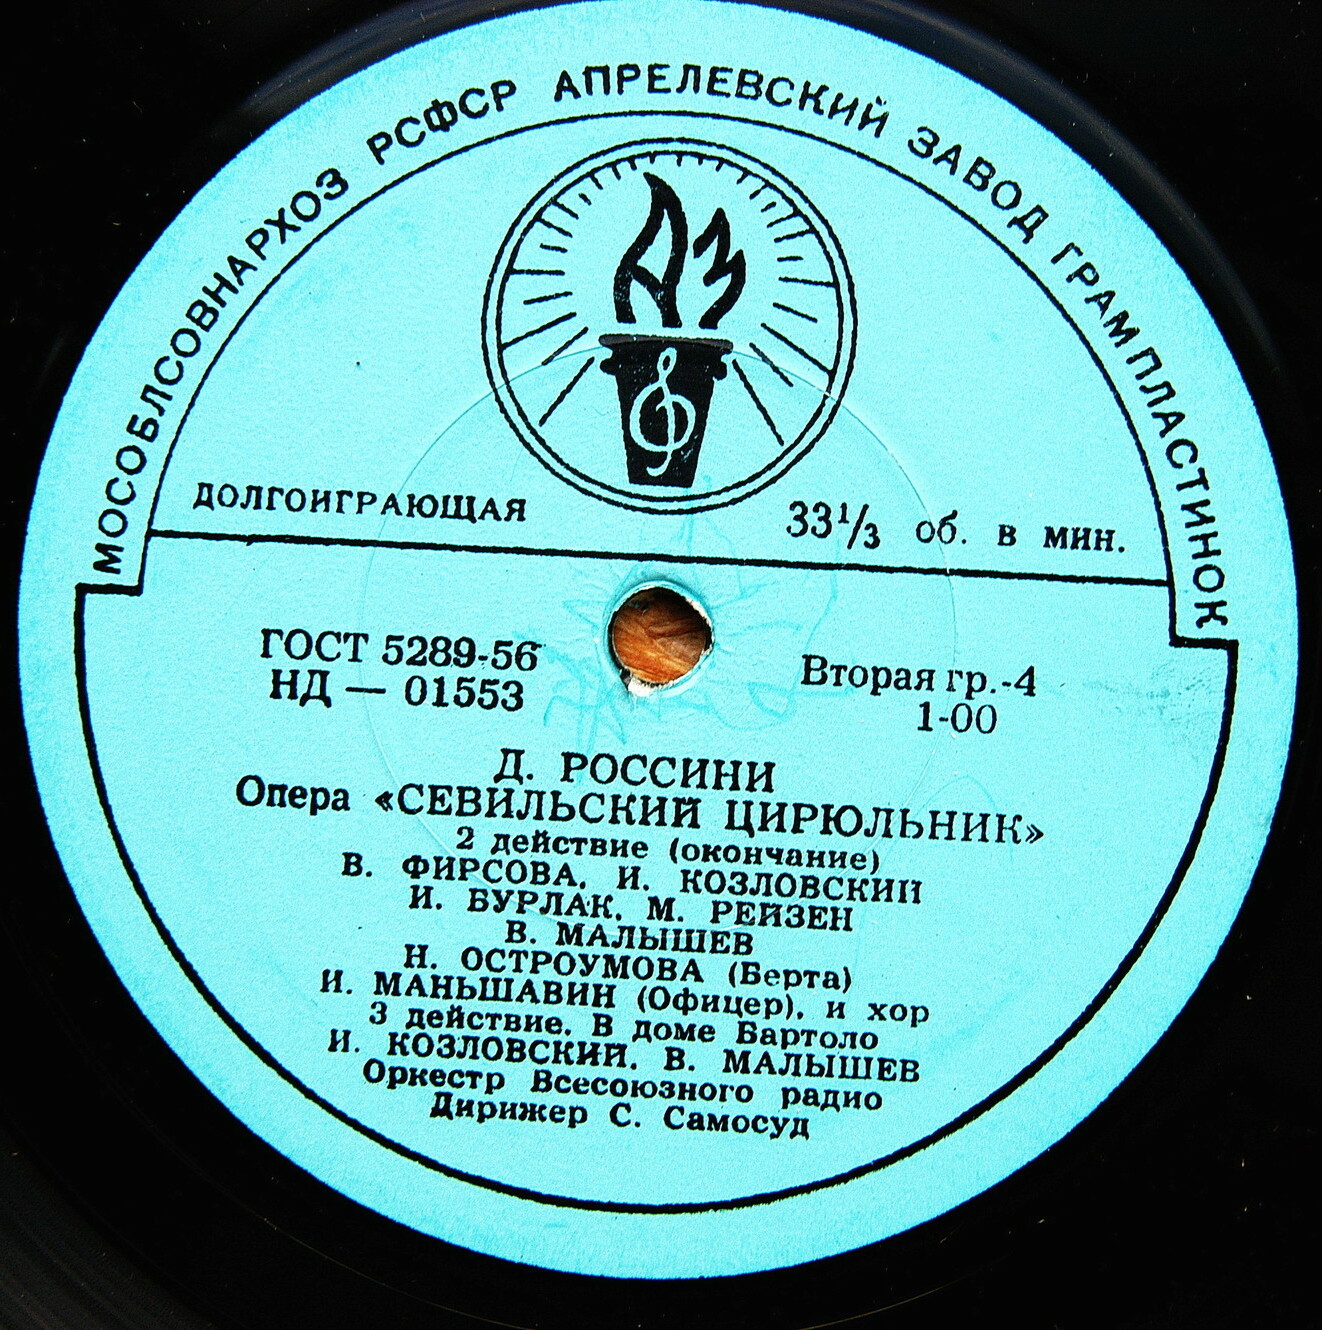 МОСОБЛСОВНАРХОЗ РСФСР АПРЕЛЕВСКИЙ ЗАВОД ГРАМПЛАСТИНОК
АЗ
ДОЛГОИГРАЮЩАЯ 33⅓ об. в мин.
ГОСТ 5289-56 Вторая гр.-4
НД — 01553 1-00
Д. РОССИНИ
Опера «СЕВИЛЬСКИЙ ЦИРЮЛЬНИК»
2 действие (окончание)
В. ФИРСОВА, И. КОЗЛОВСКИЙ
И. БУРЛАК, М. РЕЙЗЕН
В. МАЛЫШЕВ
Н. ОСТРОУМОВА (Берта)
И. МАНЬШАВИН (Офицер), и хор
3 действие. В доме Бартоло
И. КОЗЛОВСКИЙ, В. МАЛЫШЕВ
Оркестр Всесоюзного радио
Дирижер С. Самосуд